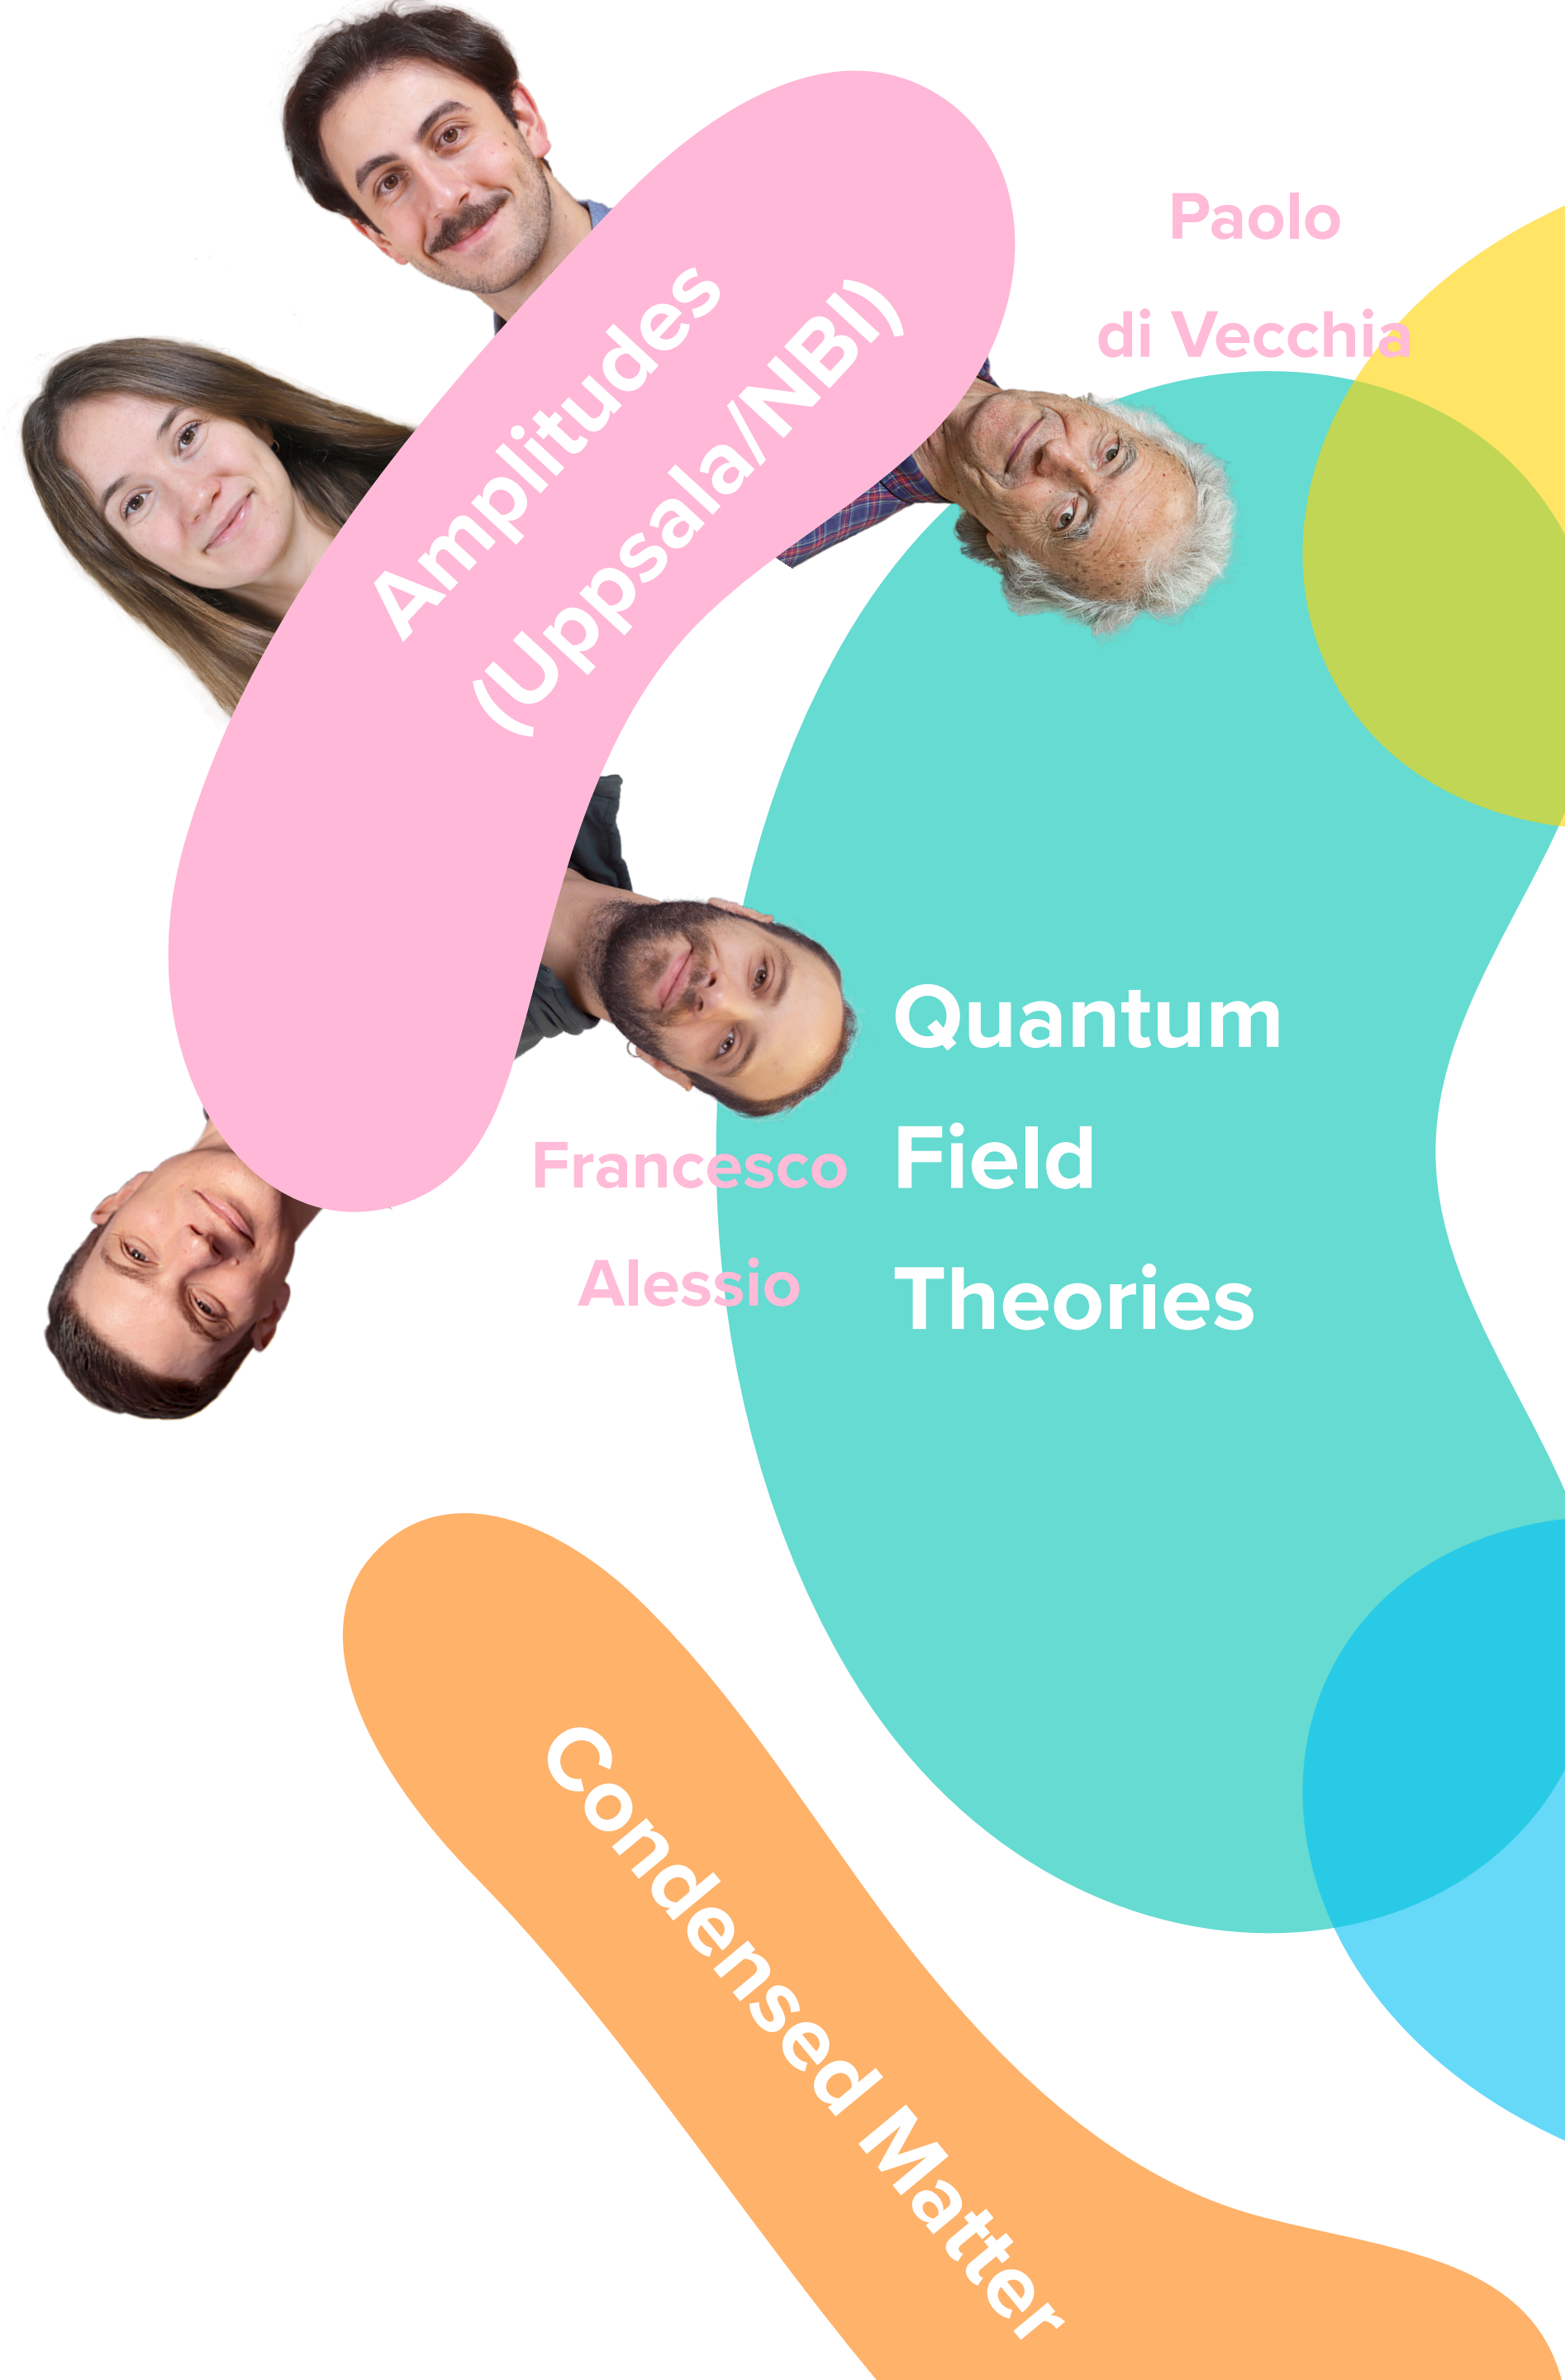 Paolo
di Vecchia
Amplitudes
(Uppsala/NBI)
Quantum
Field
Theories
Francesco
Alessio
Condensed Matter